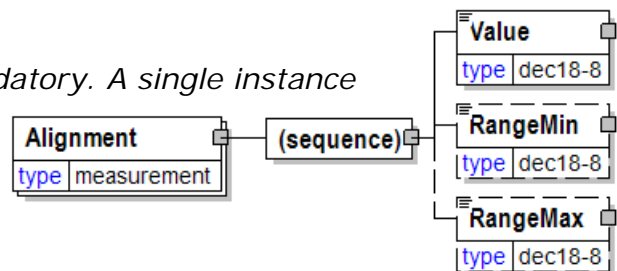 Value
type dec18-8
datory. A single instance
Alignment
type measurement
(sequence)
RangeMin
type dec18-8
RangeMax
type dec18-8